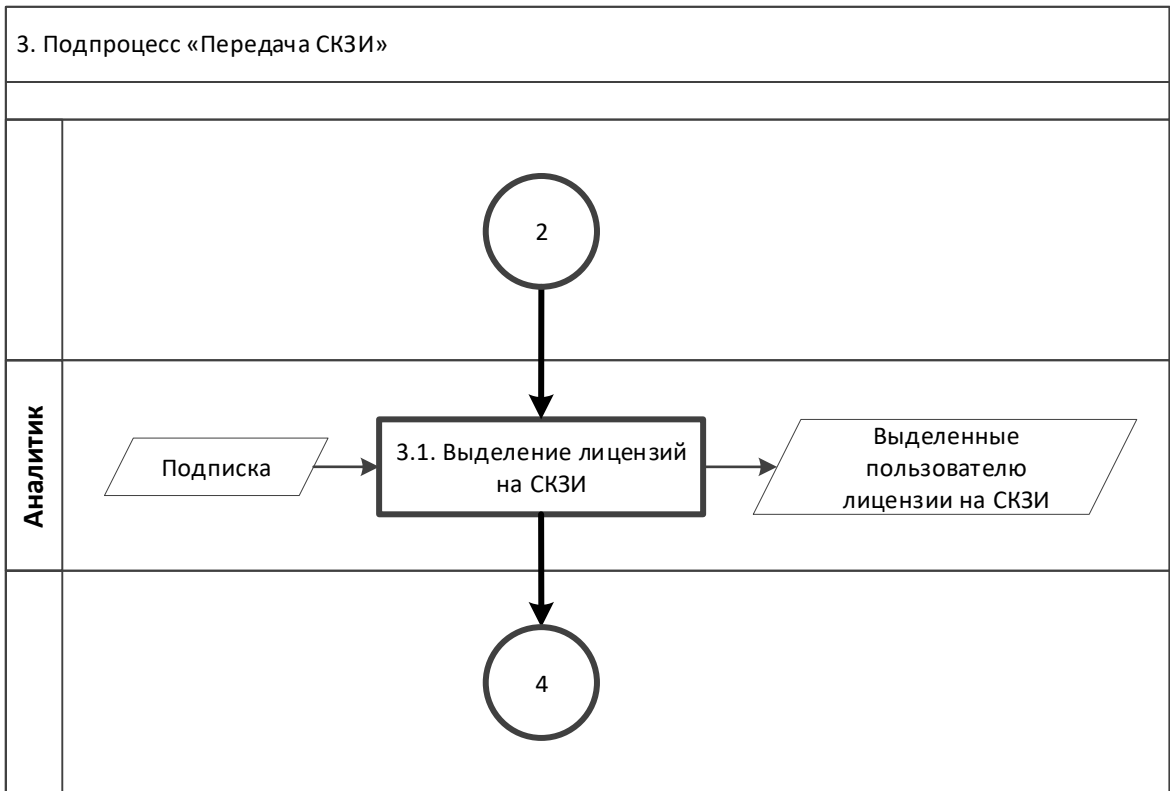 3. Подпроцесс «Передача СКЗИ»
2
Аналитик
Подписка
3.1. Выделение лицензий
на СКЗИ
Выделенные
пользователю
лицензии на СКЗИ
4